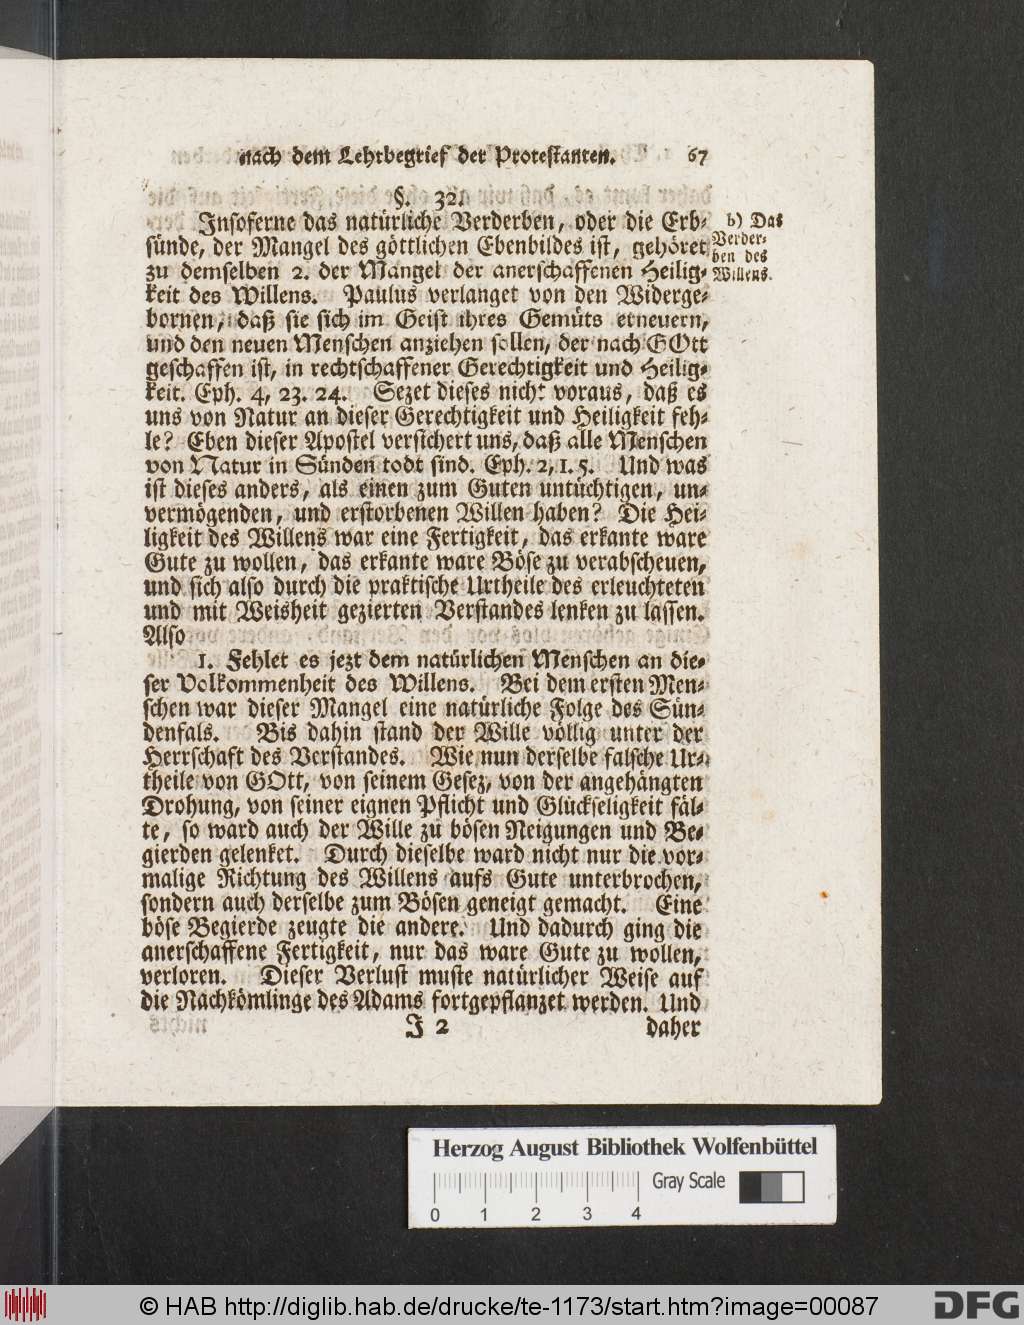 nach dem Lehrbegrief der Protestanten. 67
§. 32.
Insoferne das natürliche Verderben, oder die Erb-
sünde, der Mangel des göttlichen Ebenbildes ist, gehöret
zu demselben 2. der Mangel der anerschaffenen Heilig-
keit des Willens. Paulus verlanget von den Widerge-
bornen, daß sie sich im Geist ihres Gemüts erneuern,
und den neuen Menschen anziehen sollen, der nach GOtt
geschaffen ist, in rechtschaffener Gerechtigkeit und Heilig-
keit. Eph. 4, 23. 24. Sezet dieses nicht voraus, daß es
uns von Natur an dieser Gerechtigkeit und Heiligkeit feh-
le? Eben dieser Apostel versichert uns, daß alle Menschen
von Natur in Sünden todt sind. Eph. 2, 1. 5. Und was
ist dieses anders, als einen zum Guten untüchtigen, un-
vermögenden, und erstorbenen Willen haben? Die Hei-
ligkeit des Willens war eine Fertigkeit, das erkante ware
Gute zu wollen, das erkante ware Böse zu verabscheuen,
und sich also durch die praktische Urtheile des erleuchteten
und mit Weisheit gezierten Verstandes lenken zu lassen.
Also
1. Fehlet es jezt dem natürlichen Menschen an die-
ser Volkommenheit des Willens. Bei dem ersten Men-
schen war dieser Mangel eine natürliche Folge des Sün-
denfals. Bis dahin stand der Wille völlig unter der
Herrschaft des Verstandes. Wie nun derselbe falsche Ur-
theile von GOtt, von seinem Gesez, von der angehängten
Drohung, von seiner eignen Pflicht und Glückseligkeit fäl-
te, so ward auch der Wille zu bösen Neigungen und Be-
gierden gelenket. Durch dieselbe ward nicht nur die vor-
malige Richtung des Willens aufs Gute unterbrochen,
sondern auch derselbe zum Bösen geneigt gemacht. Eine
böse Begierde zeugte die andere. Und dadurch ging die
anerschaffene Fertigkeit, nur das ware Gute zu wollen,
verloren. Dieser Verlust muste natürlicher Weise auf
die Nachkömlinge des Adams fortgepflanzet werden. Und
J 2 daher
b) Das
Verder-
ben des
Willens.
Herzog August Bibliothek Wolfenbüttel
Gray Scale
0 1 2 3 4
© HAB http://diglib.hab.de/drucke/te-1173/start.htm?image=00087
DFG